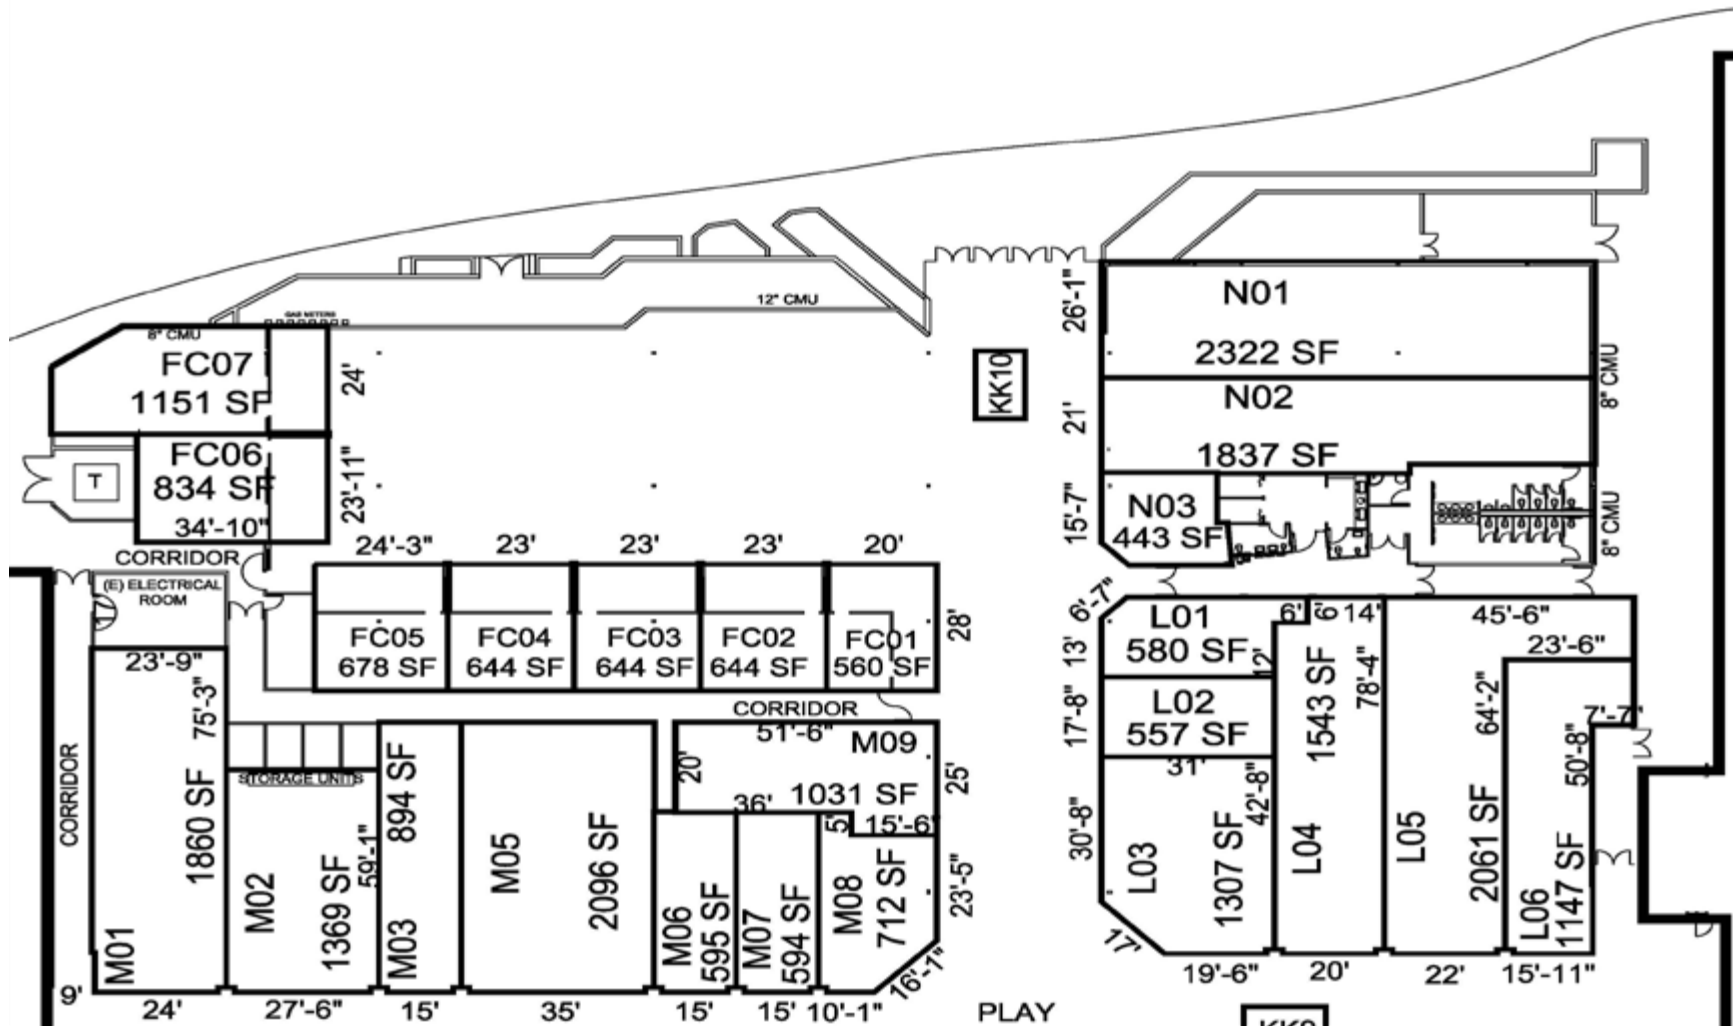 12" CMU
GAS METERS
8" CMU
FC07
1151 SF
24'
FC06
834 SF
34'-10"
23'-11"
T
CORRIDOR
(E) ELECTRICAL
ROOM
KK10
26'-1"
N01
2322 SF
8" CMU
21'
N02
1837 SF
15'-7"
N03
443 SF
8" CMU
24'-3"
23'
23'
23'
20'
FC05
678 SF
FC04
644 SF
FC03
644 SF
FC02
644 SF
FC01
560 SF
28'
CORRIDOR
6'-7"
L01
580 SF
13'
12'
6'
6'
14'
45'-6"
23'-6"
17'-8"
L02
557 SF
31'
30'-8"
42'-8"
L03
1307 SF
17'
19'-6"
78'-4"
1543 SF
L04
20'
64'-2"
L05
2061 SF
22'
7'-7"
50'-8"
L06
1147 SF
15'-11"
CORRIDOR
9'
23'-9"
75'-3"
1860 SF
M01
24'
STORAGE UNITS
M02
1369 SF
59'-1"
27'-6"
894 SF
M03
15'
M05
2096 SF
35'
51'-6"
M09
20'
1031 SF
25'
36'
5'
15'-6"
M06
595 SF
15'
M07
594 SF
15'
M08
712 SF
23'-5"
10'-1"
16'-1"
PLAY